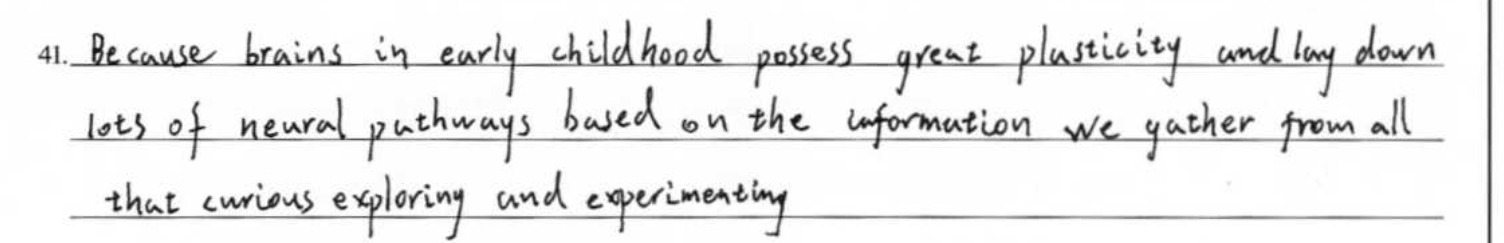 41. Because brains in early childhood possess great plasticity and lay down
lots of neural pathways based on the information we gather from all
that curious exploring and experimenting